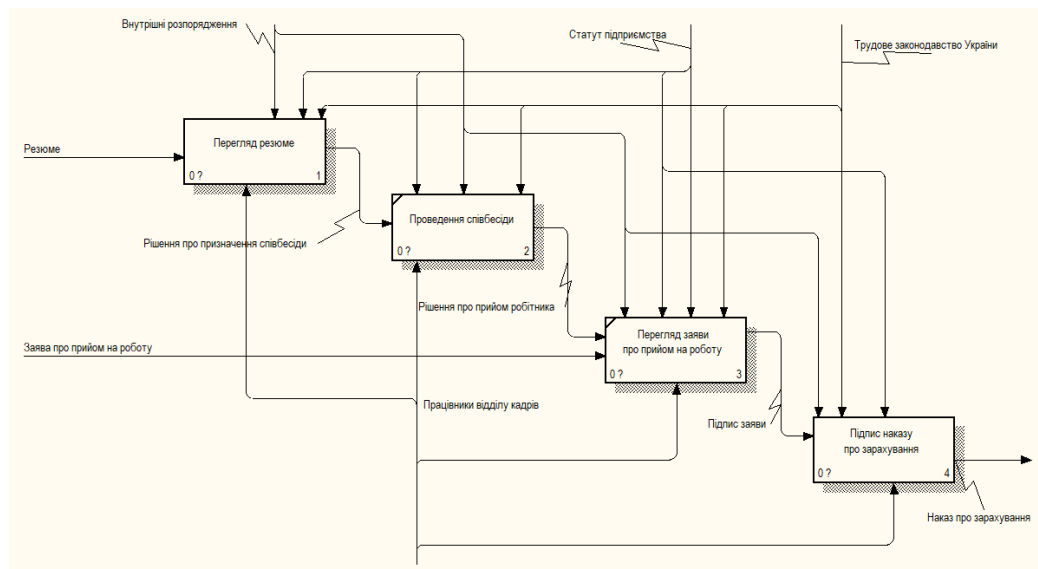 Внутрішні розпорядження
Статут підприємства
Трудове законодавство України
Резюме
Перегляд резюме
0 ?
1
Проведення співбесіди
0 ?
2
Рішення про призначення співбесіди
Рішення про прийом робітника
Заява про прийом на роботу
Перегляд заяви
про прийом на роботу
0 ?
3
Працівники відділу кадрів
Підпис заяви
Підпис наказу
про зарахування
0 ?
4
Наказ про зарахування